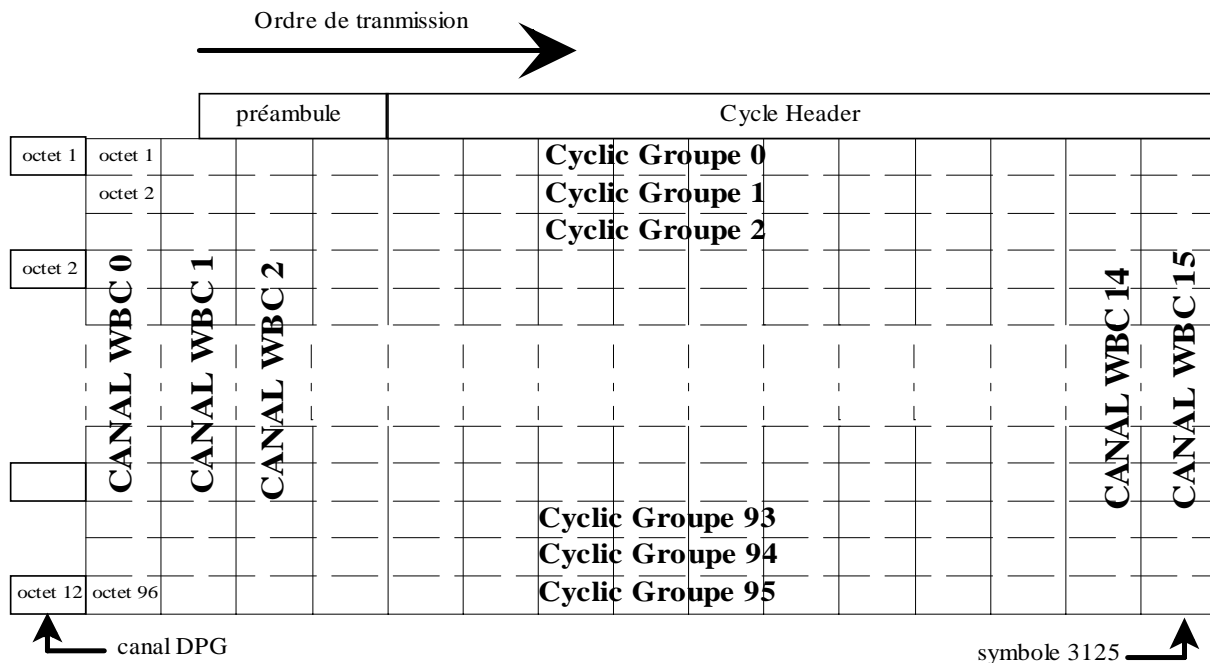 Ordre de tranmission
préambule Cycle Header
octet 1 octet 1 Cyclic Groupe 0
octet 2 Cyclic Groupe 1
Cyclic Groupe 2
octet 2
CANAL WBC 0
CANAL WBC 1
CANAL WBC 2
CANAL WBC 14
CANAL WBC 15
Cyclic Groupe 93
Cyclic Groupe 94
octet 12 octet 96 Cyclic Groupe 95
canal DPG
symbole 3125